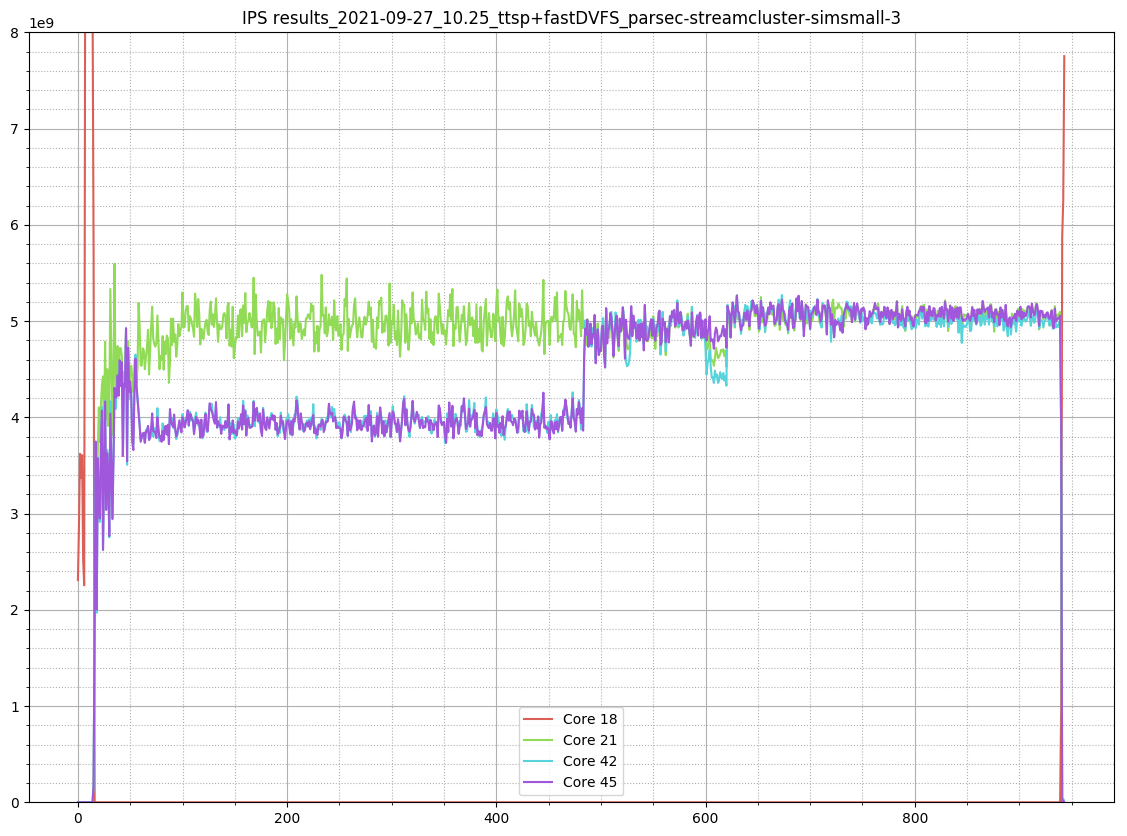 IPS results_2021-09-27_10.25_ttsp+fastDVFS_parsec-streamcluster-simsmall-3
1e9
8
7
6
5
4
3
2
1
0
Core 18
Core 21
Core 42
Core 45
0 200 400 600 800